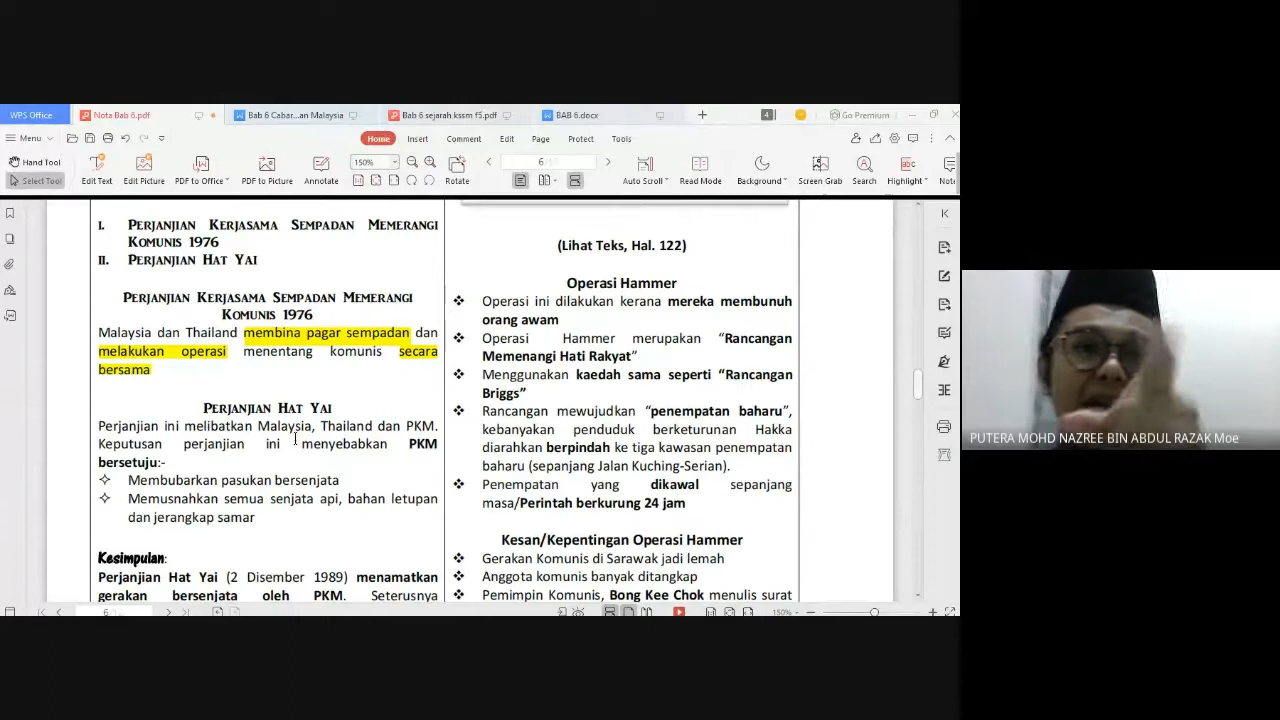 WPS Office
Nota Bab 6.pdf
Bab 6 Cabar...an Malaysia
Bab 6 sejarah kssm f5.pdf
BAB 6.docx
4
Go Premium
Menu
Home
Insert
Comment
Edit
Page
Protect
Tools
Hand Tool
Select Tool
Edit Text
Edit Picture
PDF to Office
PDF to Picture
Annotate
150%
Rotate
6
Auto Scroll
Read Mode
Background
Screen Grab
Search
Highlight
I. PERJANJIAN KERJASAMA SEMPADAN MEMERANGI
KOMUNIS 1976
II. PERJANJIAN HAT YAI
PERJANJIAN KERJASAMA SEMPADAN MEMERANGI
KOMUNIS 1976
Malaysia dan Thailand membina pagar sempadan dan
melakukan operasi menentang komunis secara
bersama
PERJANJIAN HAT YAI
Perjanjian ini melibatkan Malaysia, Thailand dan PKM.
Keputusan perjanjian ini menyebabkan PKM
bersetuju:-
Membubarkan pasukan bersenjata
Memusnahkan semua senjata api, bahan letupan
dan jerangkap samar
Kesimpulan:
Perjanjian Hat Yai (2 Disember 1989) menamatkan
gerakan bersenjata oleh PKM. Seterusnya
(Lihat Teks, Hal. 122)
Operasi Hammer
Operasi ini dilakukan kerana mereka membunuh
orang awam
Operasi Hammer merupakan “Rancangan
Memenangi Hati Rakyat”
Menggunakan kaedah sama seperti “Rancangan
Briggs”
Rancangan mewujudkan “penempatan baharu”,
kebanyakan penduduk berketurunan Hakka
diarahkan berpindah ke tiga kawasan penempatan
baharu (sepanjang Jalan Kuching-Serian).
Penempatan yang dikawal sepanjang
masa/Perintah berkurung 24 jam
Kesan/Kepentingan Operasi Hammer
Gerakan Komunis di Sarawak jadi lemah
Anggota komunis banyak ditangkap
Pemimpin Komunis, Bong Kee Chok menulis surat
150%
PUTERA MOHD NAZREE BIN ABDUL RAZAK Moe